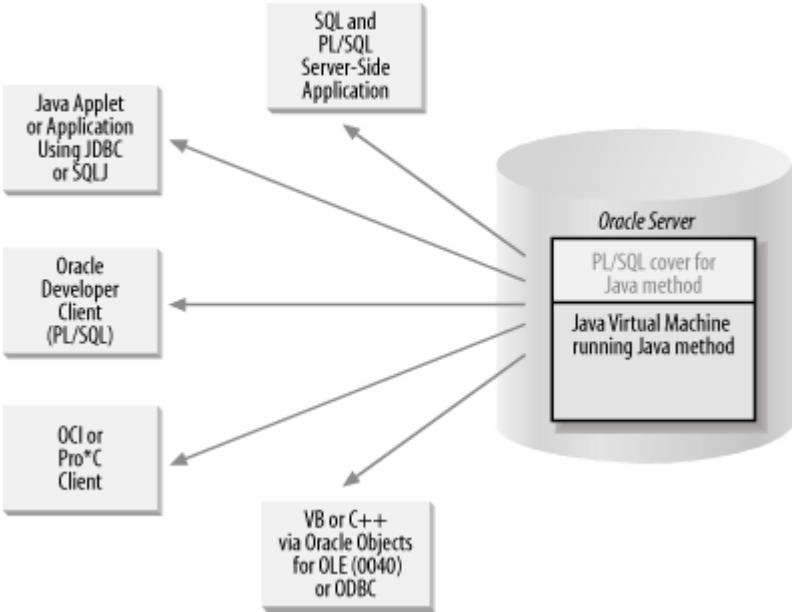 SQL and
PL/SQL
Server-Side
Application
Java Applet
or Application
Using JDBC
or SQLJ
Oracle
Developer
Client
(PL/SQL)
OCI or
Pro*C
Client
VB or C++
via Oracle Objects
for OLE (0040)
or ODBC
Oracle Server
PL/SQL cover for
Java method
Java Virtual Machine
running Java method